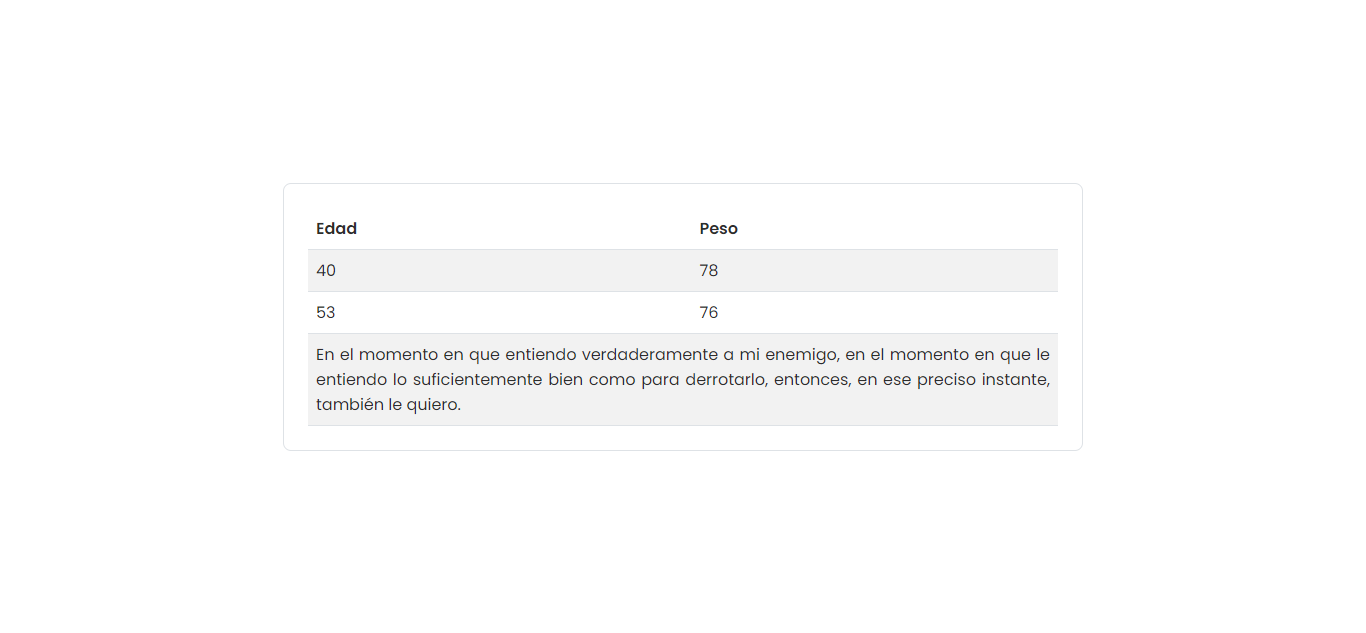 Edad Peso
40 78
53 76
En el momento en que entiendo verdaderamente a mi enemigo, en el momento en que le
entiendo lo suficientemente bien como para derrotarlo, entonces, en ese preciso instante,
también le quiero.